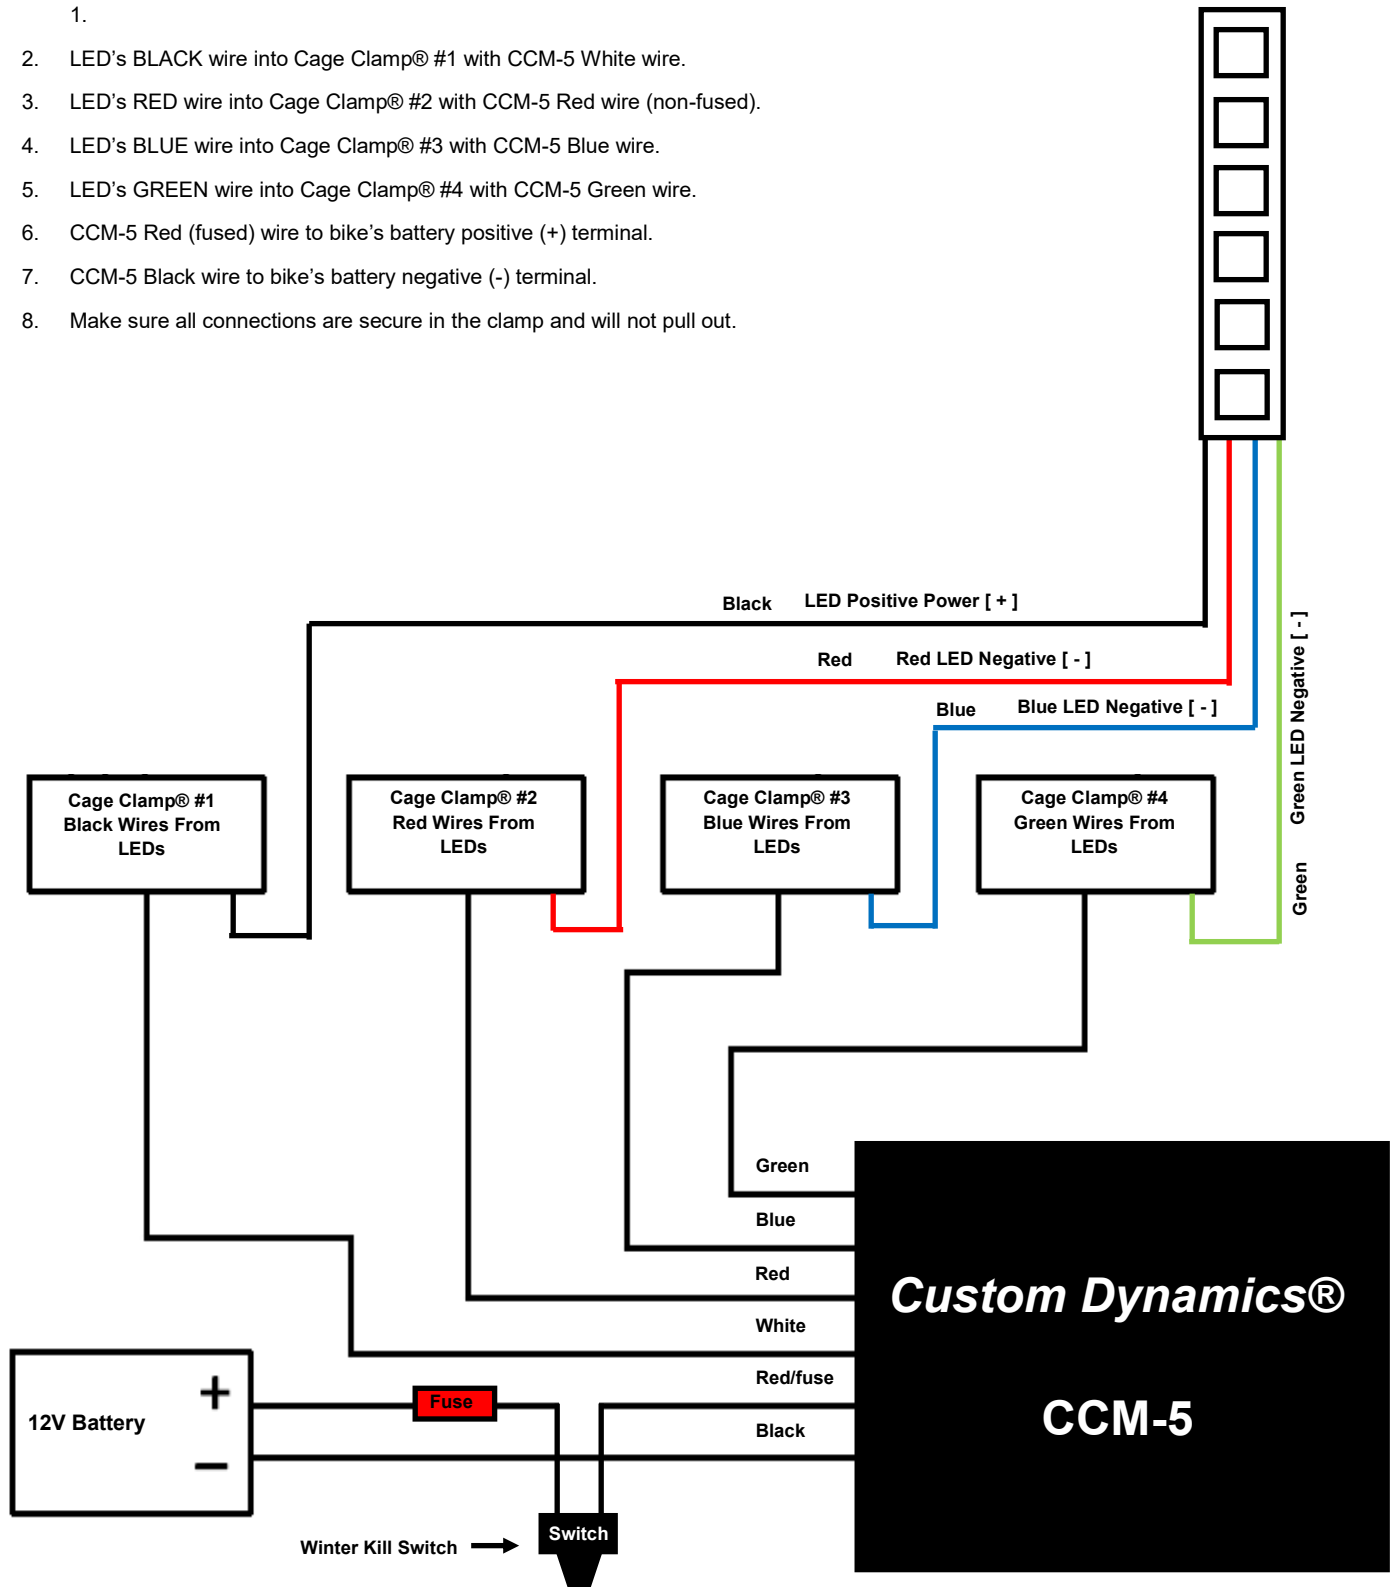 1.
2. LED’s BLACK wire into Cage Clamp® #1 with CCM-5 White wire.
3. LED’s RED wire into Cage Clamp® #2 with CCM-5 Red wire (non-fused).
4. LED’s BLUE wire into Cage Clamp® #3 with CCM-5 Blue wire.
5. LED’s GREEN wire into Cage Clamp® #4 with CCM-5 Green wire.
6. CCM-5 Red (fused) wire to bike’s battery positive (+) terminal.
7. CCM-5 Black wire to bike’s battery negative (-) terminal.
8. Make sure all connections are secure in the clamp and will not pull out.
Black LED Positive Power [ + ]
Red Red LED Negative [ - ]
Blue Blue LED Negative [ - ]
Green Green LED Negative [ - ]
Cage Clamp® #1
Black Wires From
LEDs
Cage Clamp® #2
Red Wires From
LEDs
Cage Clamp® #3
Blue Wires From
LEDs
Cage Clamp® #4
Green Wires From
LEDs
Green
Blue
Red
White
Red/fuse
Black
Custom Dynamics®
CCM-5
12V Battery
+
−
Fuse
Switch
Winter Kill Switch